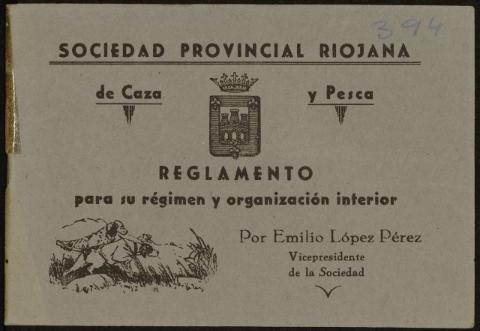 394
SOCIEDAD PROVINCIAL RIOJANA
de Caza y Pesca
REGLAMENTO
para su régimen y organización interior
Por Emilio López Pérez
Vicepresidente
de la Sociedad